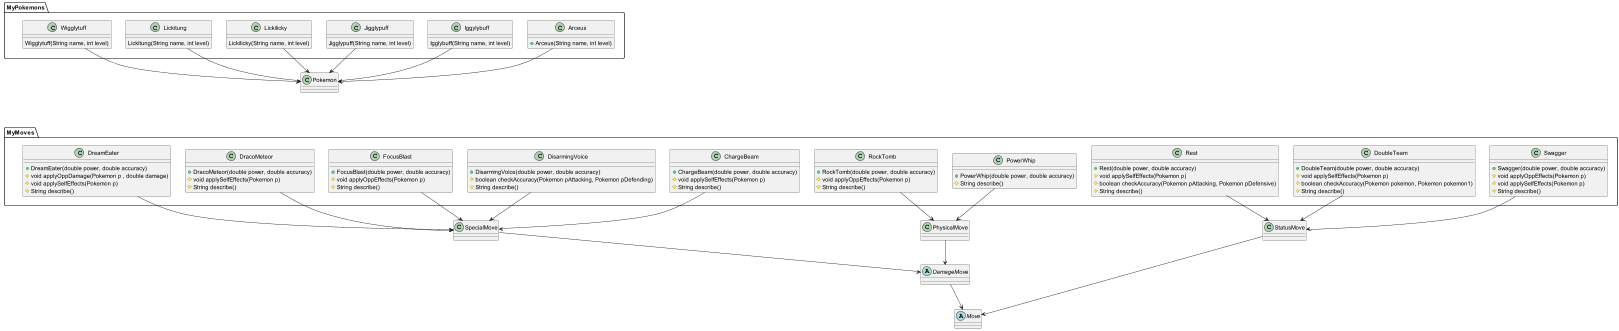 MyPokemons
C Wigglytuff
Wigglytuff(String name, int level)
C Lickitung
Lickitung(String name, int level)
C Lickilicky
Lickilicky(String name, int level)
C Jigglypuff
Jigglypuff(String name, int level)
C Igglybuff
Igglybuff(String name, int level)
C Arceus
Arceus(String name, int level)
C Pokemon
MyMoves
C DreamEater
DreamEater(double power, double accuracy)
void applyOppDamage(Pokemon p , double damage)
void applySelfEffects(Pokemon p)
String describe()
C DracoMeteor
DracoMeteor(double power, double accuracy)
void applySelfEffects(Pokemon p)
String describe()
C FocusBlast
FocusBlast(double power, double accuracy)
void applyOppEffects(Pokemon p)
String describe()
C DisarmingVoice
DisarmingVoice(double power, double accuracy)
boolean checkAccuracy(Pokemon pAttacking, Pokemon pDefending)
String describe()
C ChargeBeam
ChargeBeam(double power, double accuracy)
void applySelfEffects(Pokemon p)
String describe()
C RockTomb
RockTomb(double power, double accuracy)
void applyOppEffects(Pokemon p)
String describe()
C PowerWhip
PowerWhip(double power, double accuracy)
String describe()
C Rest
Rest(double power, double accuracy)
void applySelfEffects(Pokemon p)
boolean checkAccuracy(Pokemon pAttacking, Pokemon pDefensive)
String describe()
C DoubleTeam
DoubleTeam(double power, double accuracy)
void applySelfEffects(Pokemon p)
boolean checkAccuracy(Pokemon pokemon, Pokemon pokemon1)
String describe()
C Swagger
Swagger(double power, double accuracy)
void applyOppEffects(Pokemon p)
void applySelfEffects(Pokemon p)
String describe()
C SpecialMove
C PhysicalMove
C StatusMove
A DamageMove
A Move